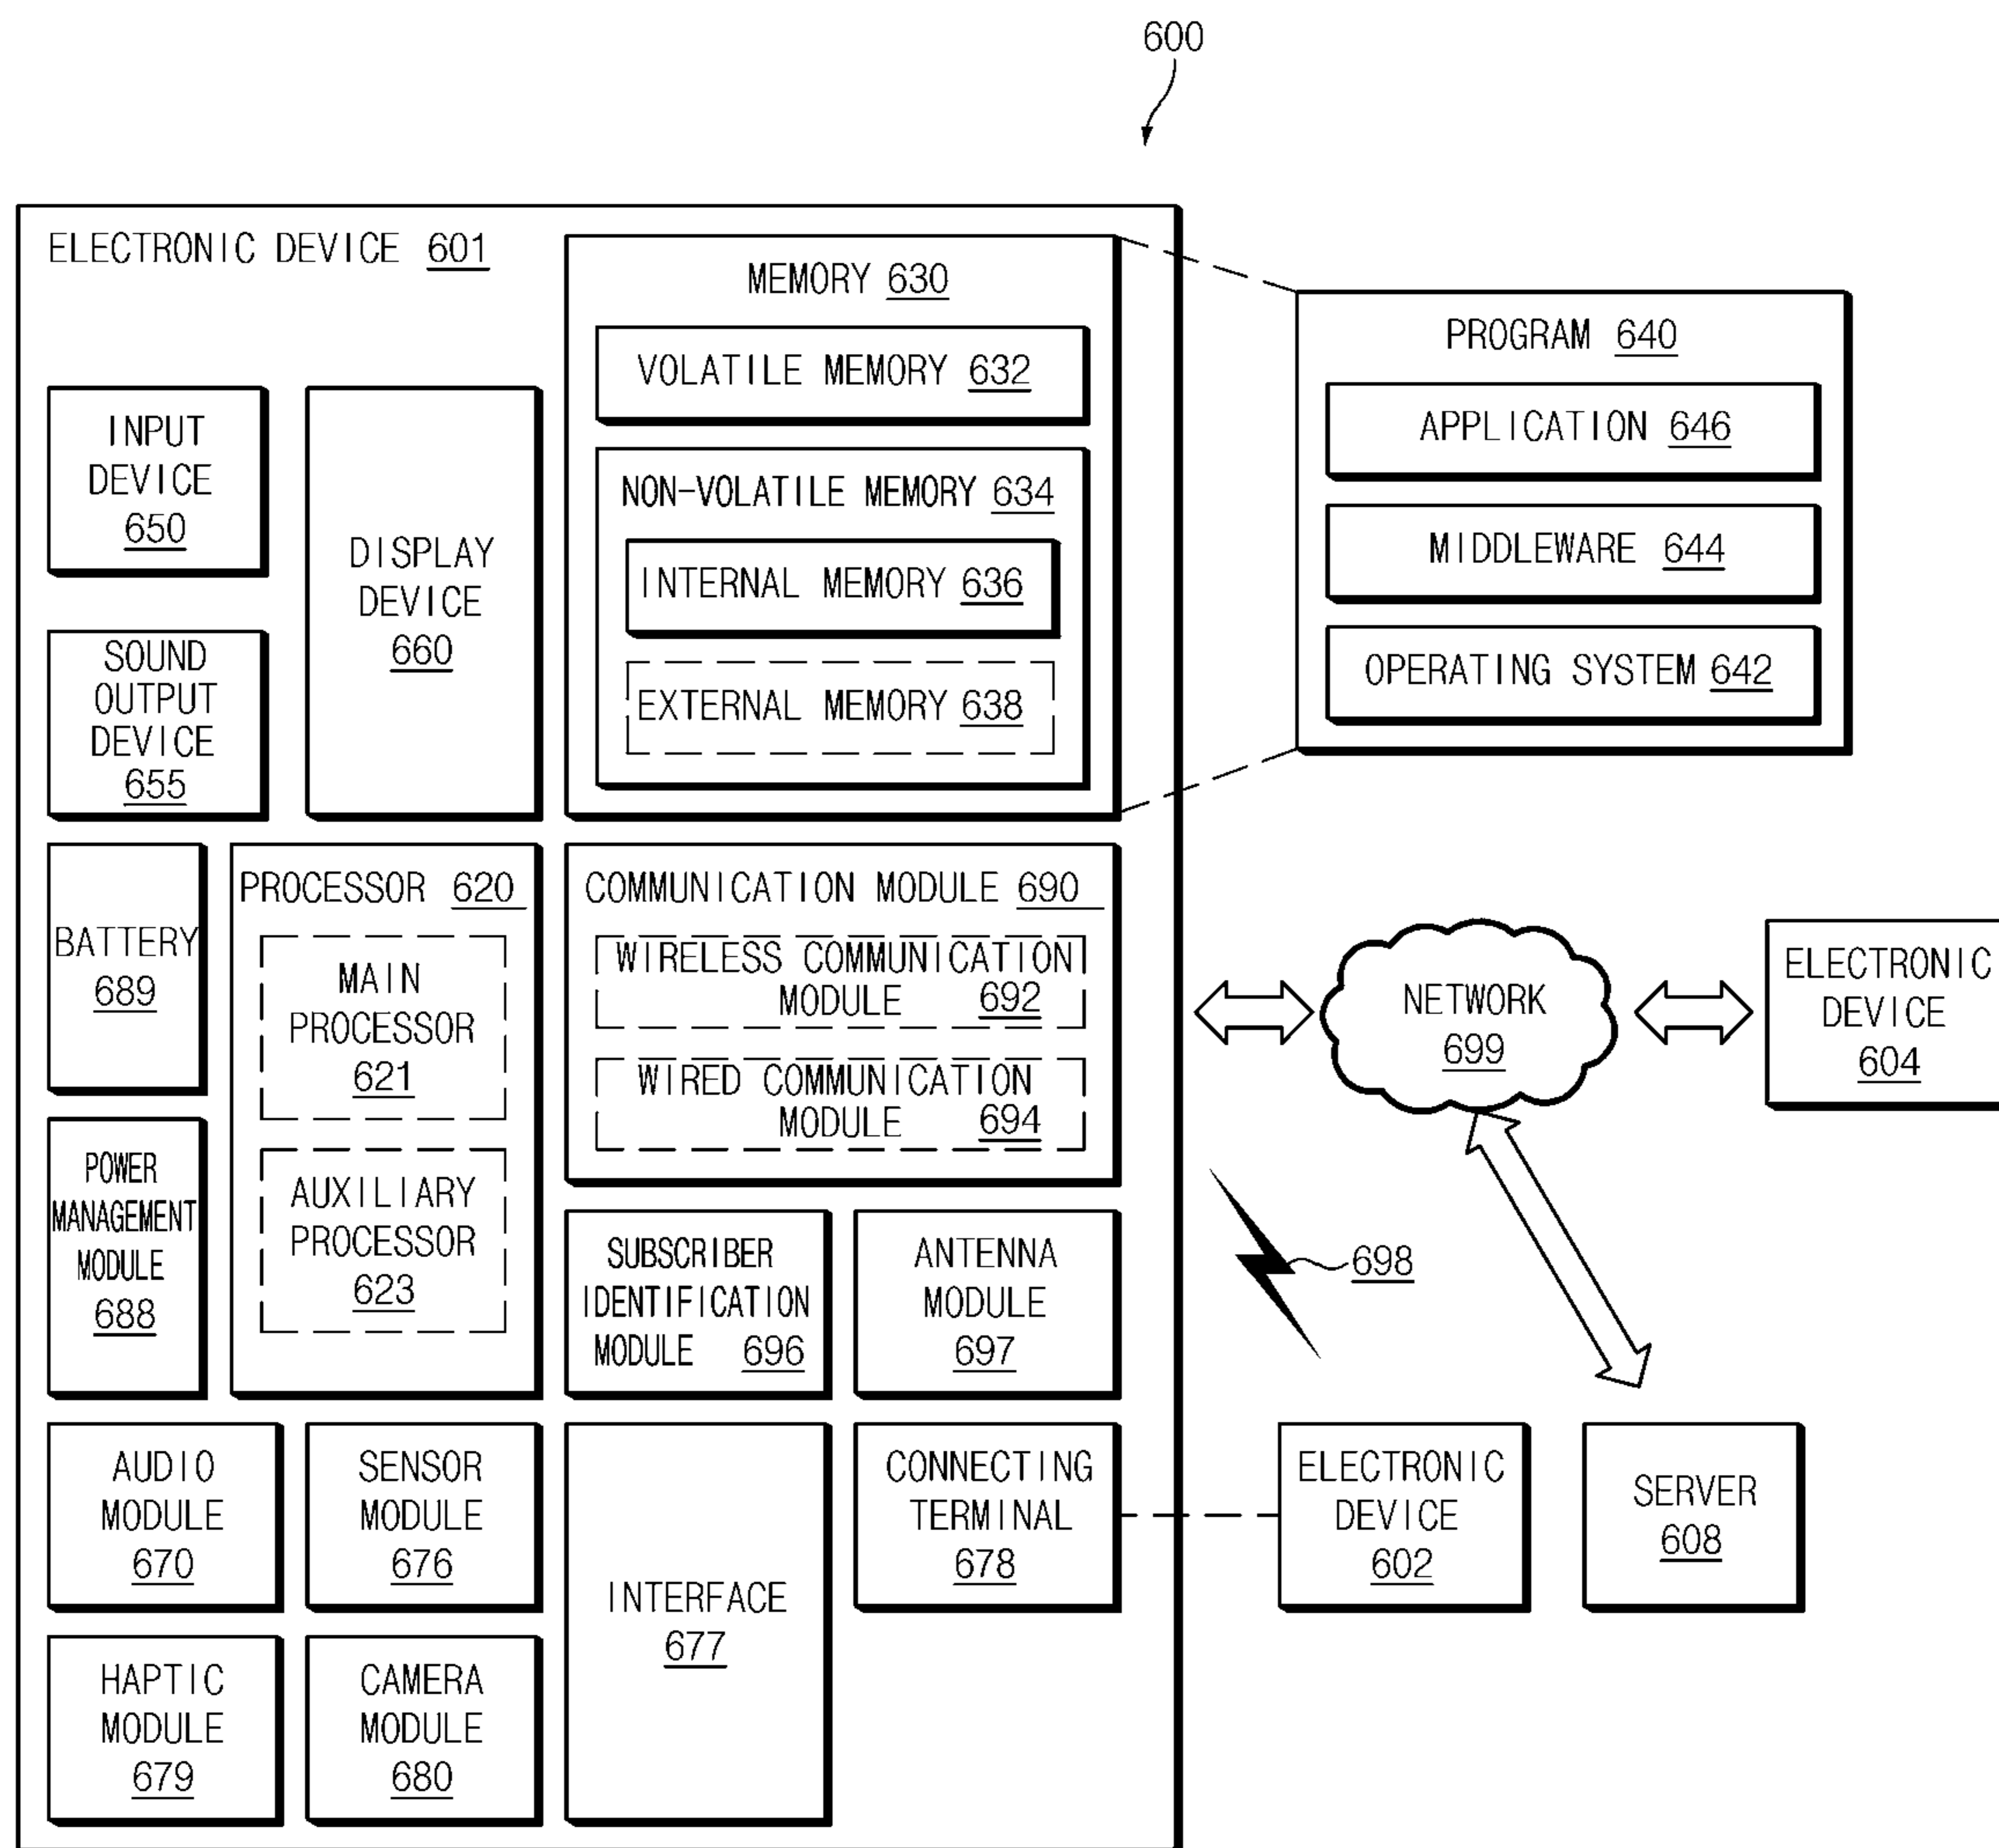 600
ELECTRONIC DEVICE 601
MEMORY 630
VOLATILE MEMORY 632
NON-VOLATILE MEMORY 634
INTERNAL MEMORY 636
EXTERNAL MEMORY 638
PROGRAM 640
APPLICATION 646
MIDDLEWARE 644
OPERATING SYSTEM 642
INPUT
DEVICE
650
DISPLAY
DEVICE
660
SOUND
OUTPUT
DEVICE
655
BATTERY
689
PROCESSOR 620
MAIN
PROCESSOR
621
AUXILIARY
PROCESSOR
623
COMMUNICATION MODULE 690
WIRELESS COMMUNICATION
MODULE 692
WIRED COMMUNICATION
MODULE 694
NETWORK
699
ELECTRONIC
DEVICE
604
POWER
MANAGEMENT
MODULE
688
SUBSCRIBER
IDENTIFICATION
MODULE 696
ANTENNA
MODULE
697
698
AUDIO
MODULE
670
SENSOR
MODULE
676
INTERFACE
677
CONNECTING
TERMINAL
678
ELECTRONIC
DEVICE
602
SERVER
608
HAPTIC
MODULE
679
CAMERA
MODULE
680